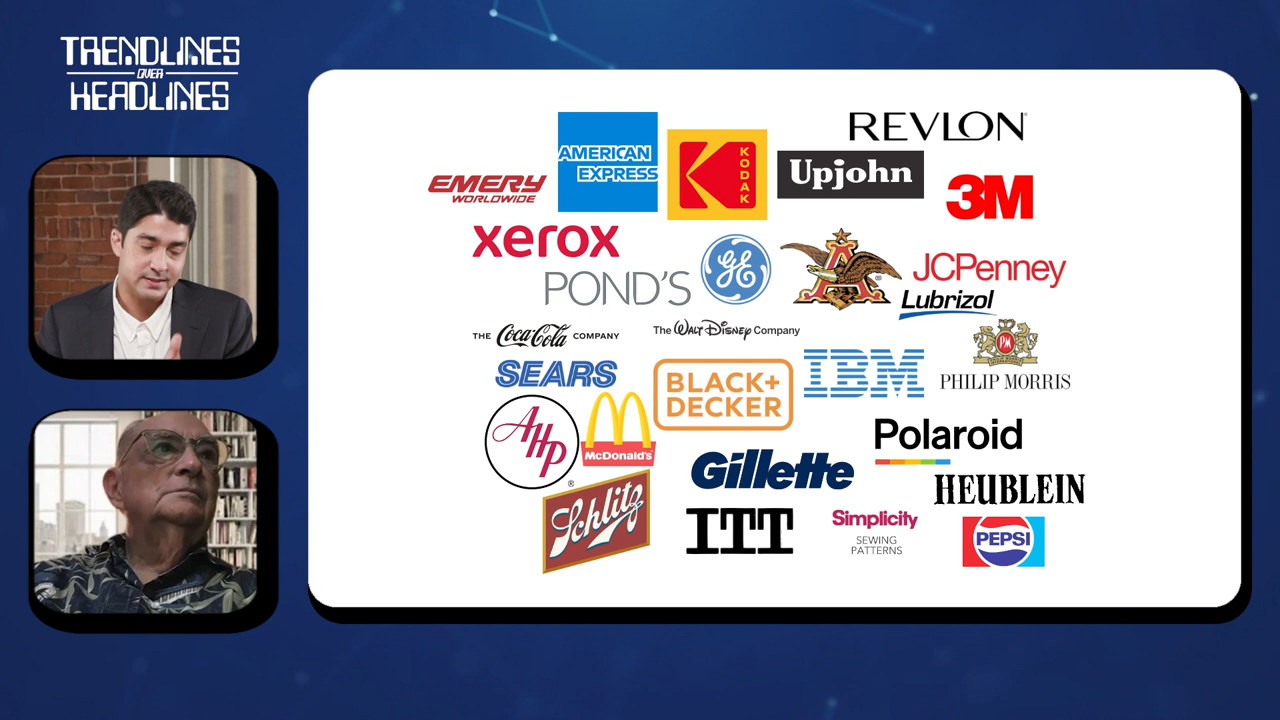 TRENDLINES
OVER
HEADLINES
REVLON
AMERICAN
EXPRESS
KODAK
Upjohn
EMERY
WORLDWIDE
3M
xerox
GE
A
JCPenney
POND'S
Lubrizol
THE Coca-Cola COMPANY
The WALT DISNEY Company
PM
SEARS
BLACK+
DECKER
IBM
PHILIP MORRIS
AHP
®
McDonald's
Polaroid
Gillette
HEUBLEIN
Schlitz
ITT
Simplicity
SEWING
PATTERNS
PEPSI